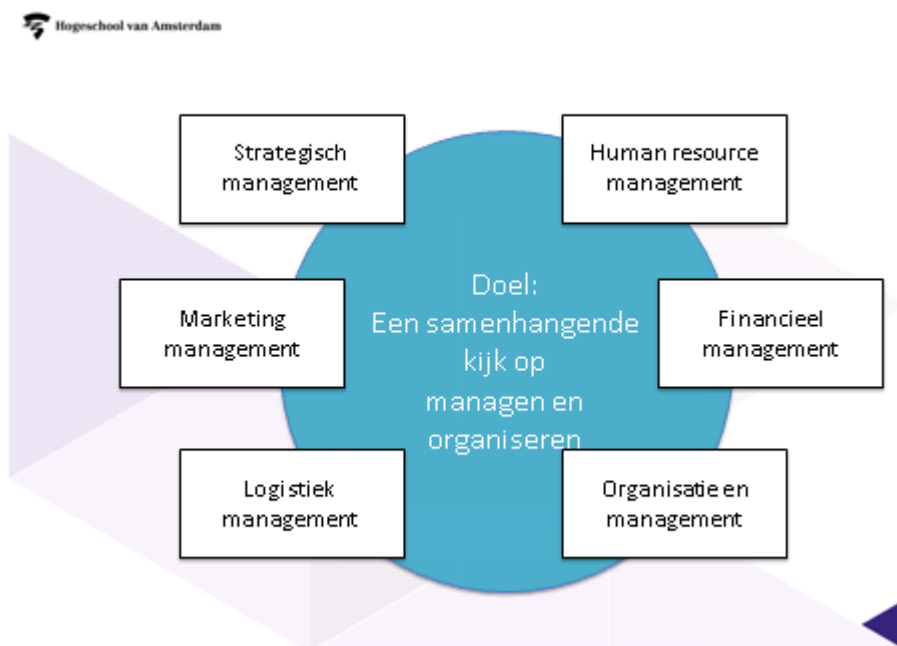 Hogeschool van Amsterdam
Strategisch
management
Human resource
management
Doel:
Een samenhangende
kijk op
managen en
organiseren
Marketing
management
Financieel
management
Logistiek
management
Organisatie en
management